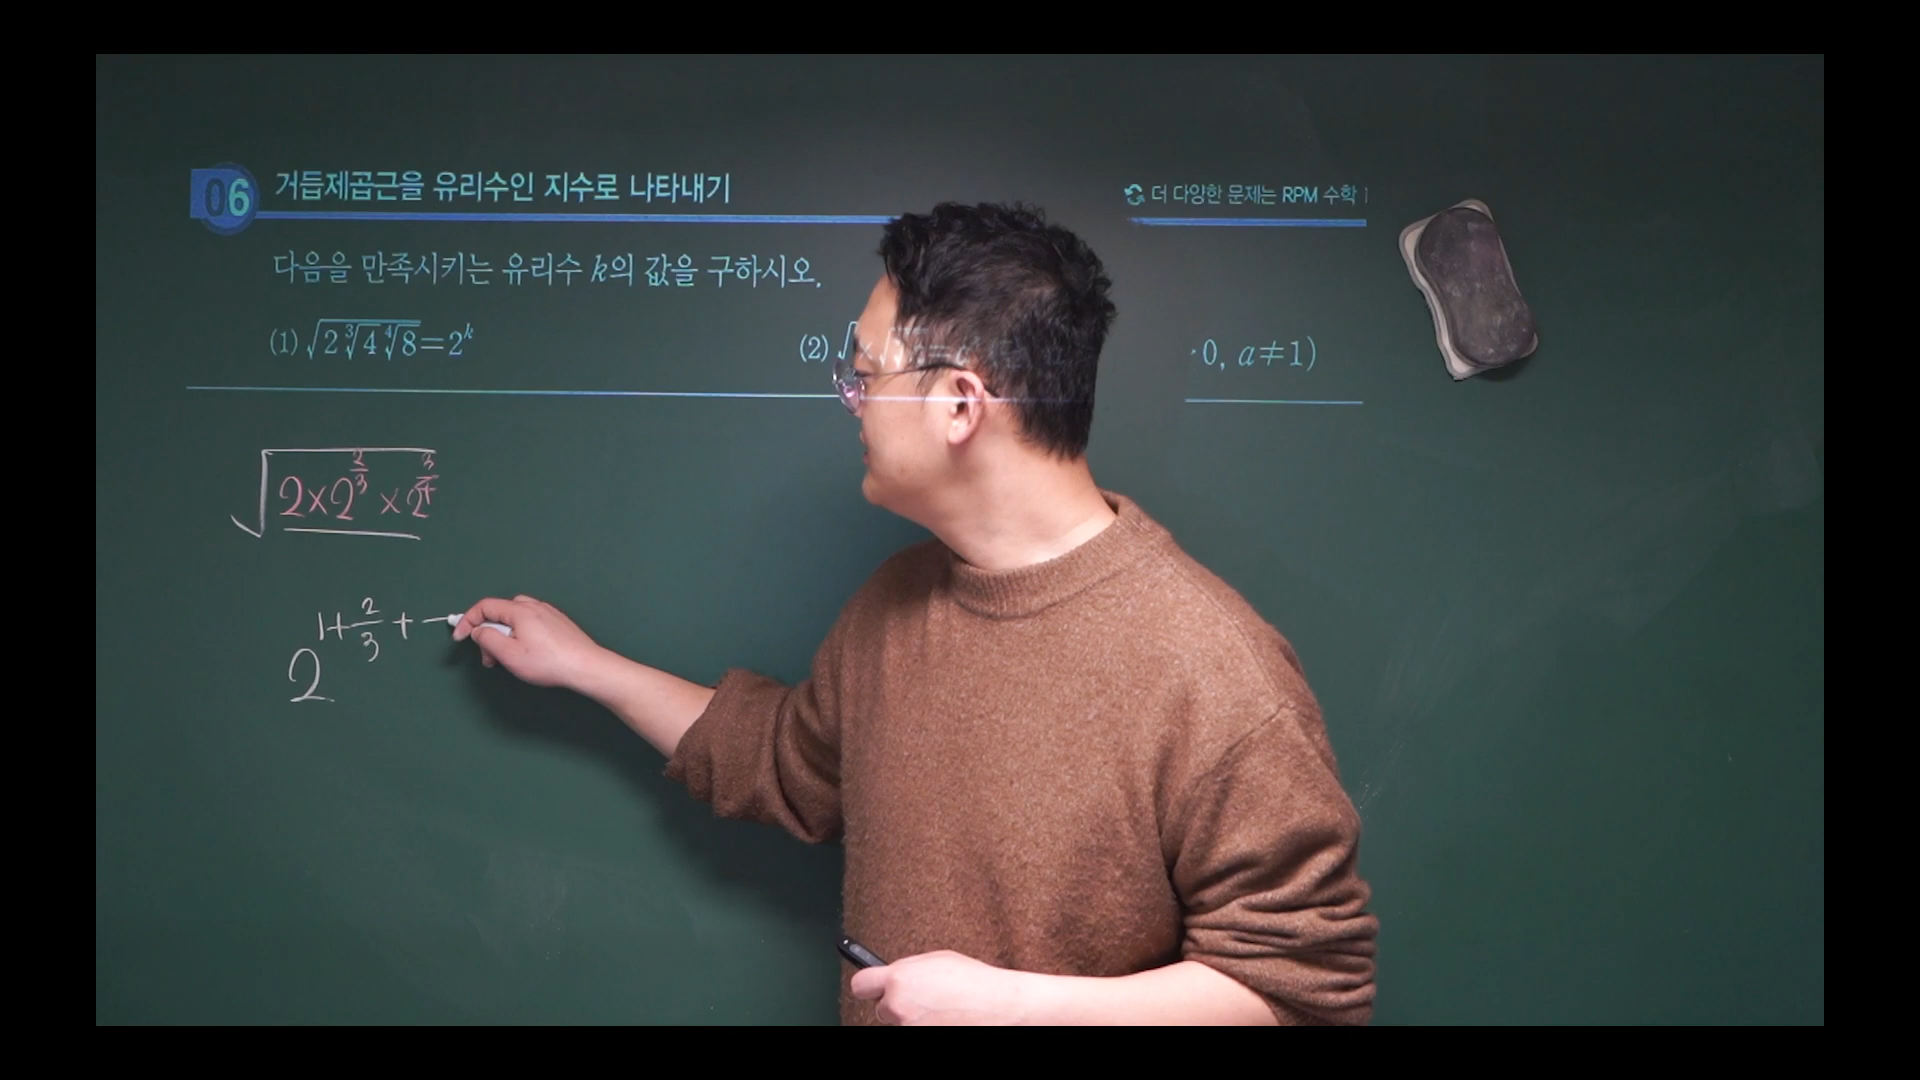 06 거듭제곱근을 유리수인 지수로 나타내기
더 다양한 문제는 RPM 수학
다음을 만족시키는 유리수 k의 값을 구하시오.
(1) √(2∛4∜8)=2^k
(2)
0, a≠1)
√(2×2^(2/3)×2^(3/4))
2^(1+2/3+